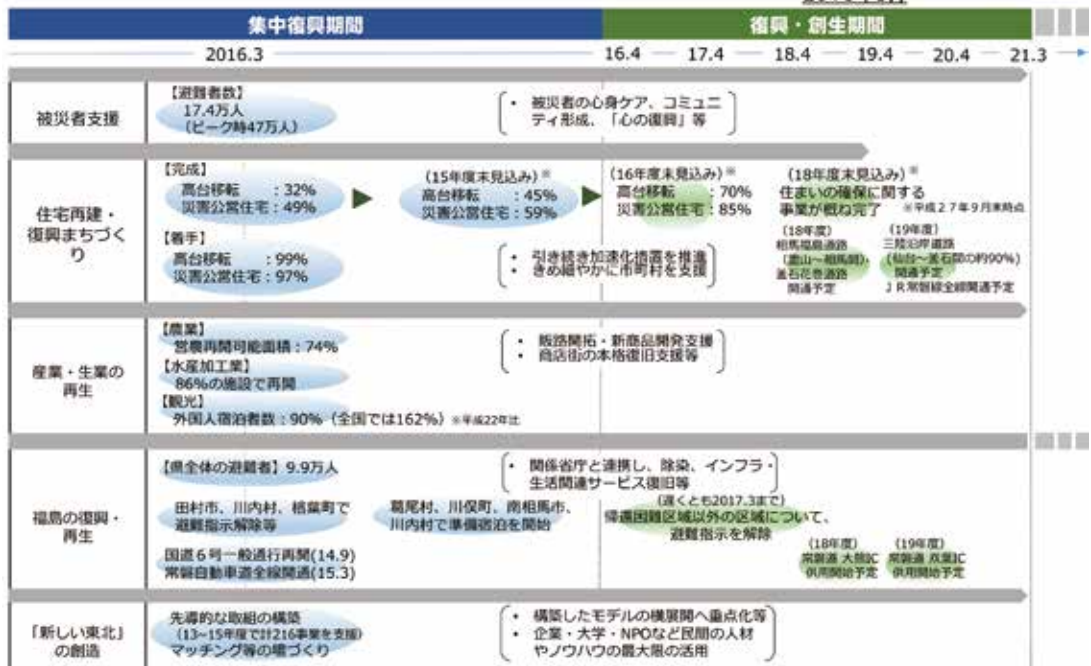 集中復興期間
復興・創生期間
2016.3
16.4
17.4
18.4
19.4
20.4
21.3
被災者支援
【避難者数】
17.4万人
(ピーク時47万人)
・ 被災者の心身ケア、コミュニ
ティ形成、「心の復興」等
住宅再建・
復興まちづく
り
【完成】
高台移転 :32%
災害公営住宅:49%
(15年度末見込み)※
高台移転 :45%
災害公営住宅:59%
(16年度末見込み)※
高台移転 :70%
災害公営住宅:85%
(18年度末見込み)※
住まいの確保に関する
事業が概ね完了 ※平成27年9月末時点
【着手】
高台移転 :99%
災害公営住宅:97%
・ 引き続き加速化措置を推進
・ きめ細やかに市町村を支援
(18年度)
相馬福島道路
(霊山~相馬間)、
釜石花巻道路
開通予定
(19年度)
三陸沿岸道路
(仙台~釜石間の約90%)
開通予定
JR常磐線全線開通予定
産業・生業の
再生
【農業】
営農再開可能面積:74%
【水産加工業】
86%の施設で再開
【観光】
外国人宿泊者数:90%(全国では162%)※平成22年比
・ 販路開拓・新商品開発支援
・ 商店街の本格復旧支援等
福島の復興・
再生
【県全体の避難者】9.9万人
・ 関係省庁と連携し、除染、インフラ・
生活関連サービス復旧等
田村市、川内村、楢葉町で
避難指示解除等
葛尾村、川俣町、南相馬市、
川内村で準備宿泊を開始
(遅くとも2017.3まで)
帰還困難区域以外の区域について、
避難指示を解除
国道6号一般通行再開(14.9)
常磐自動車道全線開通(15.3)
(18年度)
常磐道 大熊IC
供用開始予定
(19年度)
常磐道 双葉IC
供用開始予定
「新しい東北」
の創造
先導的な取組の構築
(13~15年度で計216事業を支援)
マッチング等の場づくり
・ 構築したモデルの横展開へ重点化等
・ 企業・大学・NPOなど民間の人材
やノウハウの最大限の活用